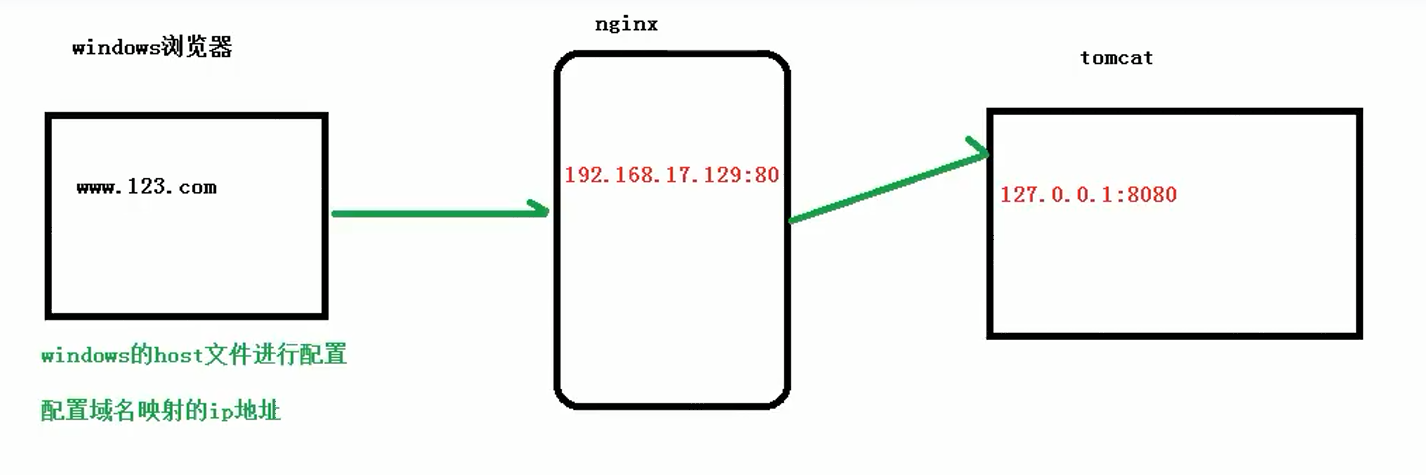 windows浏览器
www.123.com
windows的host文件进行配置
配置域名映射的ip地址
nginx
192.168.17.129:80
tomcat
127.0.0.1:8080